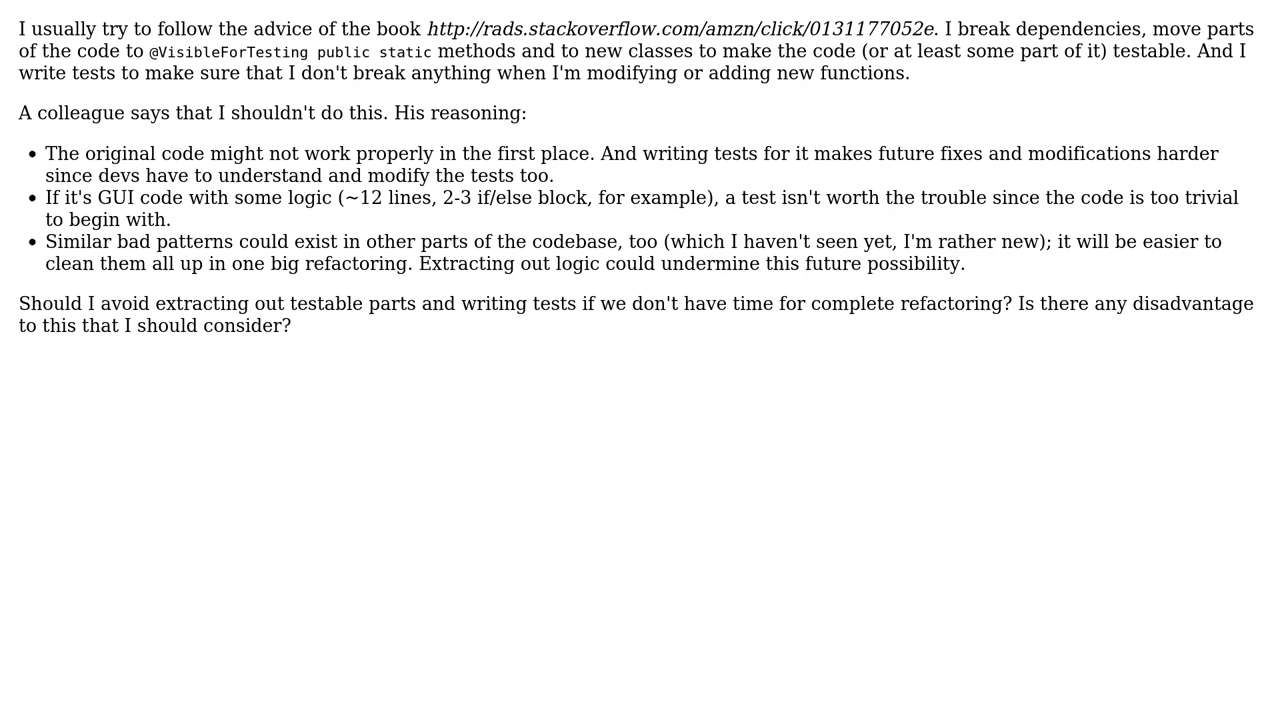 I usually try to follow the advice of the book http://rads.stackoverflow.com/amzn/click/0131177052e. I break dependencies, move parts
of the code to @VisibleForTesting public static methods and to new classes to make the code (or at least some part of it) testable. And I
write tests to make sure that I don't break anything when I'm modifying or adding new functions.
A colleague says that I shouldn't do this. His reasoning:
• The original code might not work properly in the first place. And writing tests for it makes future fixes and modifications harder
since devs have to understand and modify the tests too.
• If it's GUI code with some logic (~12 lines, 2-3 if/else block, for example), a test isn't worth the trouble since the code is too trivial
to begin with.
• Similar bad patterns could exist in other parts of the codebase, too (which I haven't seen yet, I'm rather new); it will be easier to
clean them all up in one big refactoring. Extracting out logic could undermine this future possibility.
Should I avoid extracting out testable parts and writing tests if we don't have time for complete refactoring? Is there any disadvantage
to this that I should consider?